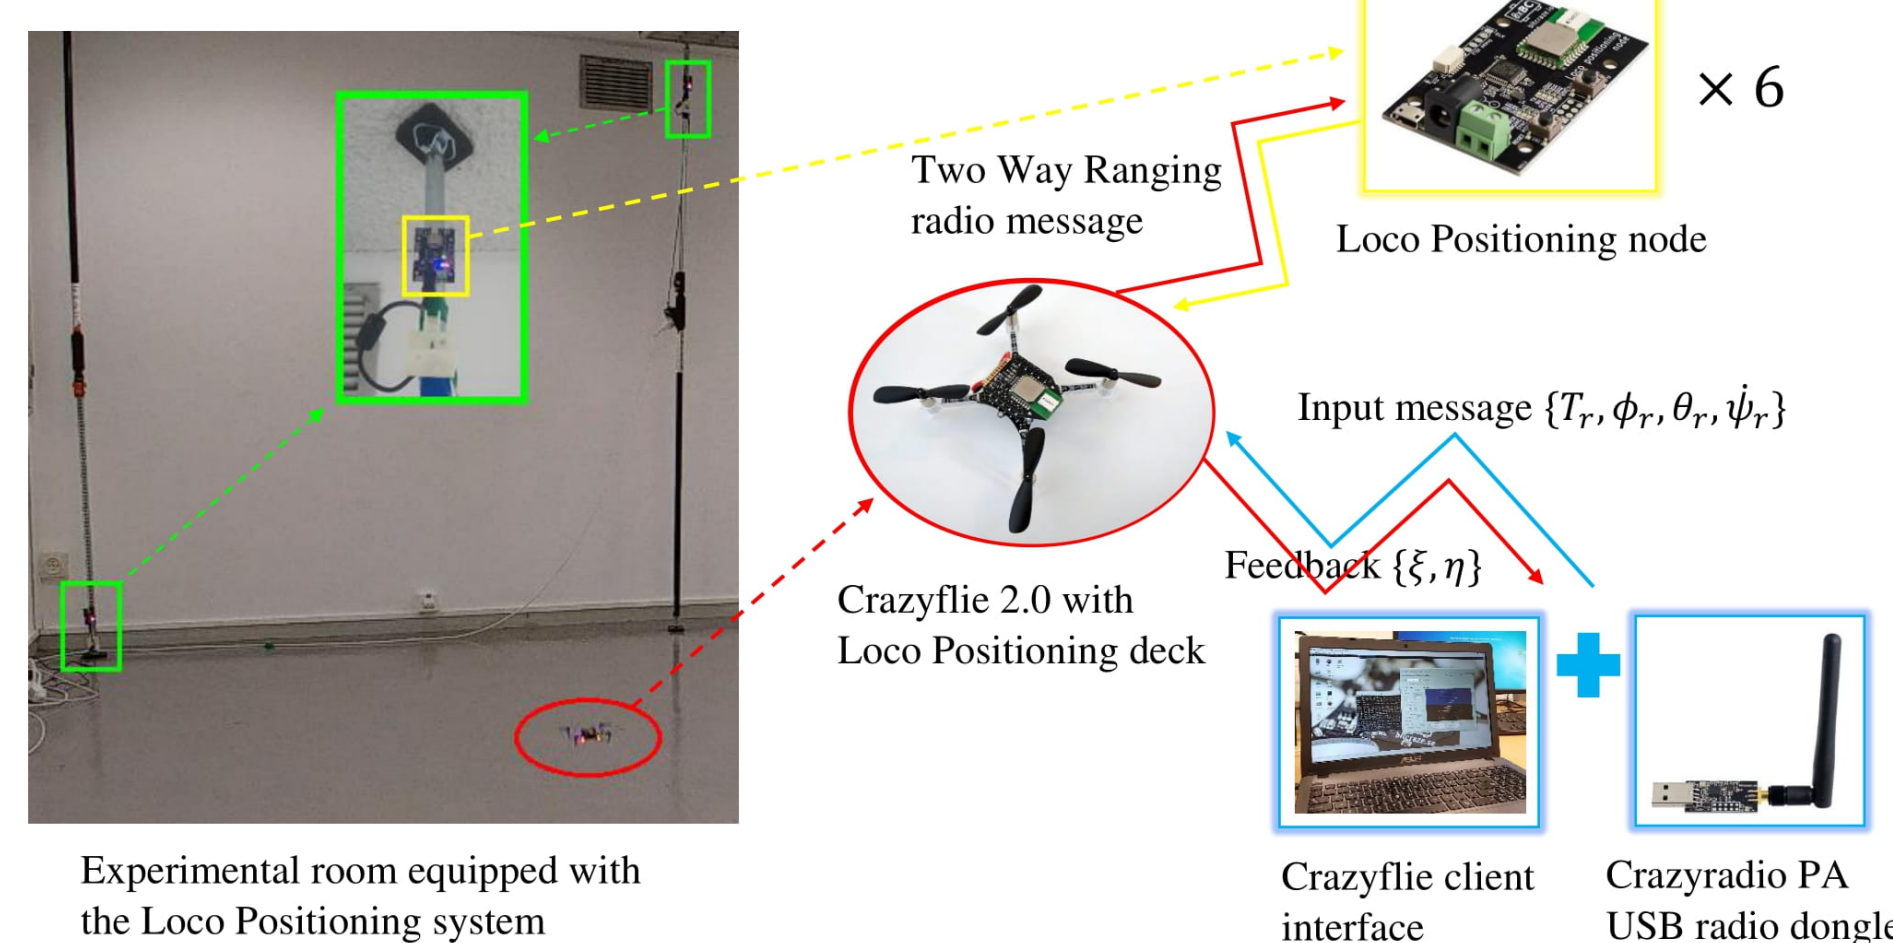 × 6
Two Way Ranging
radio message
Loco Positioning node
Input message {T_r, ϕ_r, θ_r, ψ̇_r}
Feedback {ξ, η}
Crazyflie 2.0 with
Loco Positioning deck
Experimental room equipped with
the Loco Positioning system
Crazyflie client
interface
Crazyradio PA
USB radio dongle